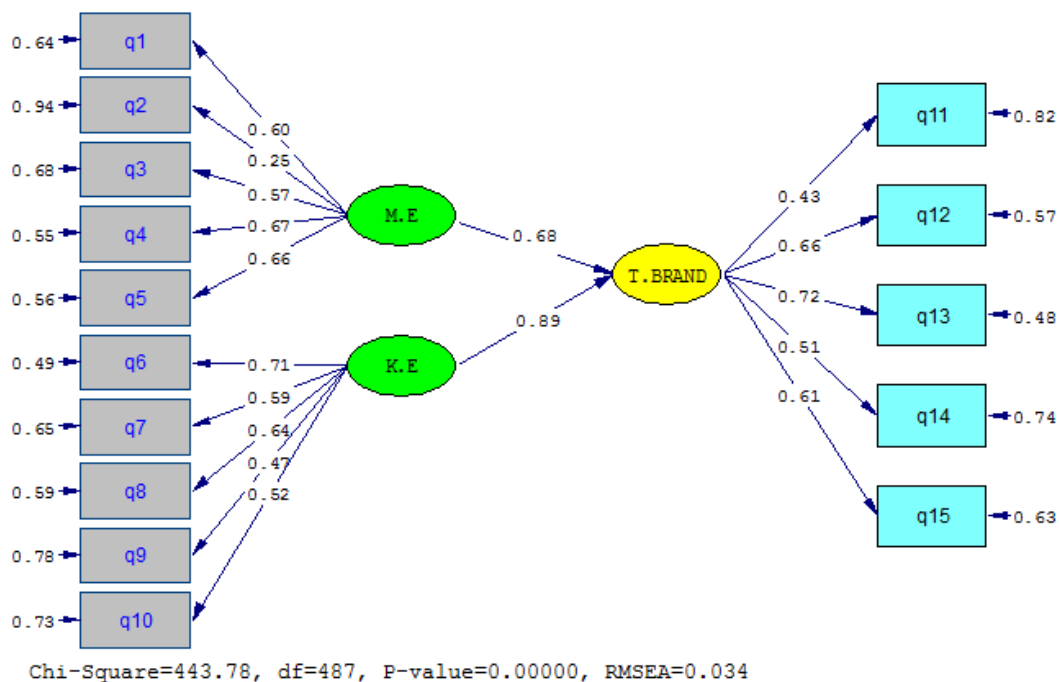 0.64 q1
0.94 q2
0.68 q3
0.55 q4
0.56 q5
0.49 q6
0.65 q7
0.59 q8
0.78 q9
0.73 q10
0.60
0.25
0.57
0.67
0.66
0.71
0.59
0.64
0.47
0.52
M.E
K.E
0.68
0.89
T.BRAND
0.43
0.66
0.72
0.51
0.61
q11 0.82
q12 0.57
q13 0.48
q14 0.74
q15 0.63
Chi-Square=443.78, df=487, P-value=0.00000, RMSEA=0.034